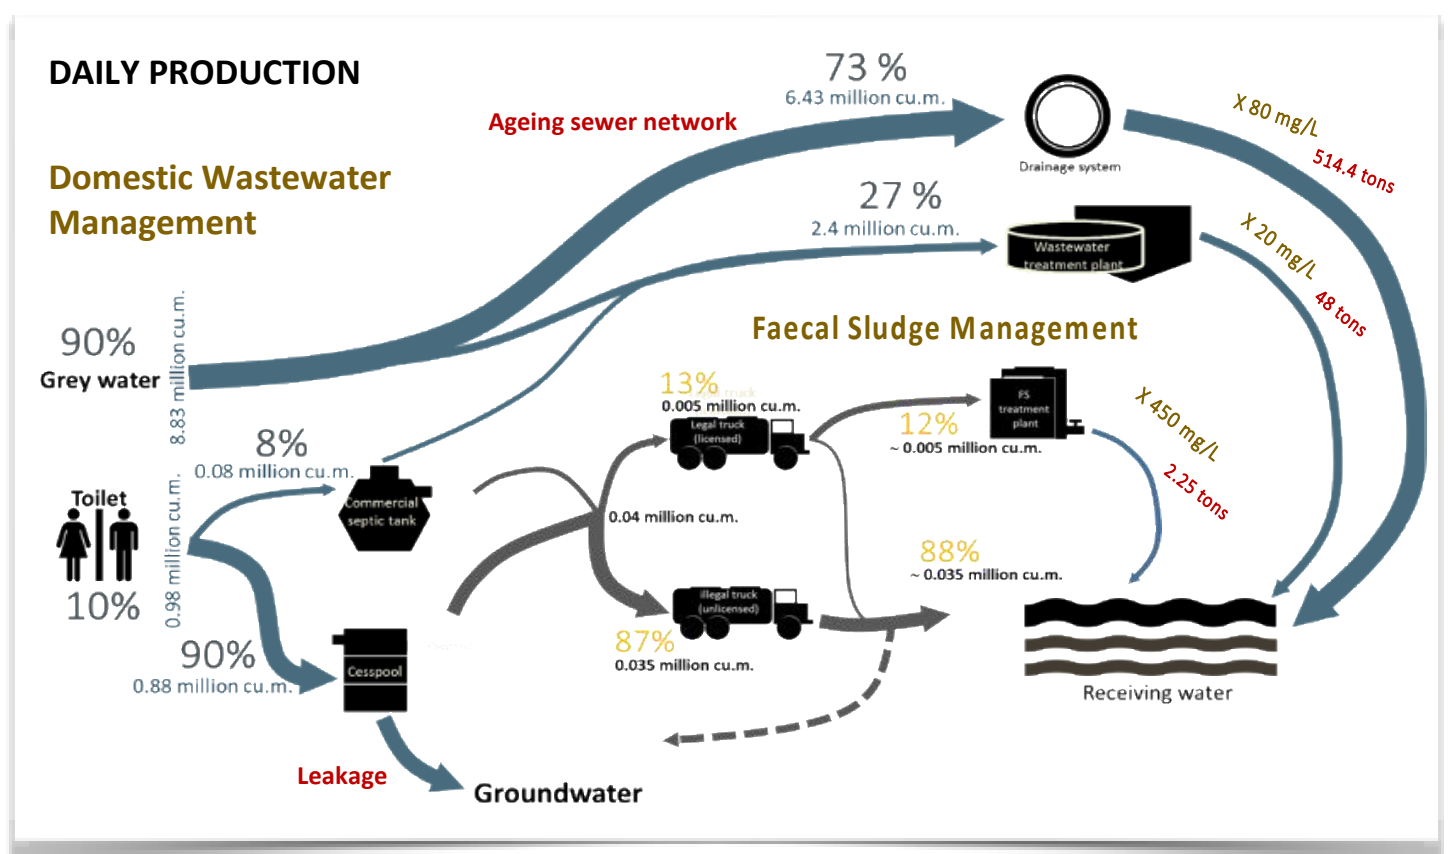 DAILY PRODUCTION
Domestic Wastewater
Management
Ageing sewer network
73 %
6.43 million cu.m.
Drainage system
X 80 mg/L
514.4 tons
27 %
2.4 million cu.m.
Wastewater
treatment plant
X 20 mg/L
48 tons
90%
Grey water
8.83 million cu.m.
Faecal Sludge Management
8%
0.08 million cu.m.
Commercial
septic tank
Toilet
10%
0.98 million cu.m.
90%
0.88 million cu.m.
Cesspool
Leakage
Groundwater
13%
0.005 million cu.m.
Legal truck
(licensed)
0.04 million cu.m.
Illegal truck
(unlicensed)
87%
0.035 million cu.m.
12%
~ 0.005 million cu.m.
FS
treatment
plant
X 450 mg/L
2.25 tons
88%
~ 0.035 million cu.m.
Receiving water